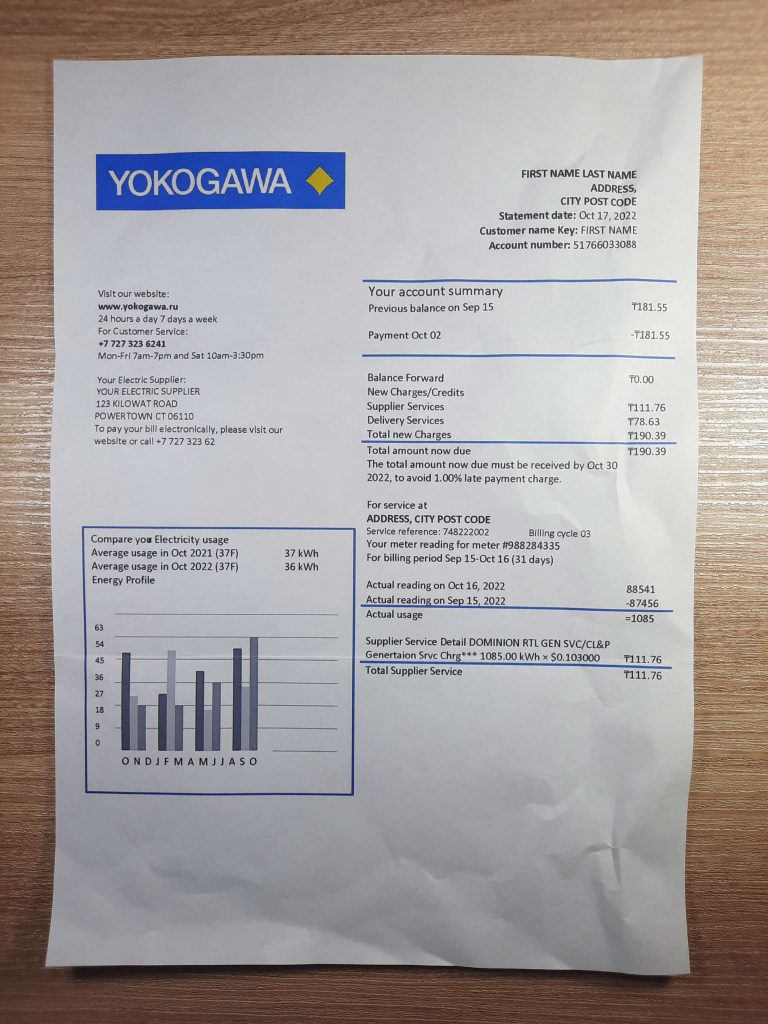 YOKOGAWA
FIRST NAME LAST NAME
ADDRESS,
CITY POST CODE
Statement date: Oct 17, 2022
Customer name Key: FIRST NAME
Account number: 51766033088
Visit our website:
www.yokogawa.ru
24 hours a day 7 days a week
For Customer Service:
+7 727 323 6241
Mon-Fri 7am-7pm and Sat 10am-3:30pm
Your Electric Supplier:
YOUR ELECTRIC SUPPLIER
123 KILOWAT ROAD
POWERTOWN CT 06110
To pay your bill electronically, please visit our
website or call +7 727 323 62
Your account summary
Previous balance on Sep 15 ₸181.55
Payment Oct 02 -₸181.55
Balance Forward ₸0.00
New Charges/Credits
Supplier Services ₸111.76
Delivery Services ₸78.63
Total new Charges ₸190.39
Total amount now due ₸190.39
The total amount now due must be received by Oct 30
2022, to avoid 1.00% late payment charge.
For service at
ADDRESS, CITY POST CODE
Service reference: 748222002 Billing cycle 03
Your meter reading for meter #988284335
For billing period Sep 15-Oct 16 (31 days)
Actual reading on Oct 16, 2022 88541
Actual reading on Sep 15, 2022 -87456
Actual usage =1085
Supplier Service Detail DOMINION RTL GEN SVC/CL&P
Genertaion Srvc Chrg*** 1085.00 kWh × $0.103000 ₸111.76
Total Supplier Service ₸111.76
Compare you Electricity usage
Average usage in Oct 2021 (37F) 37 kWh
Average usage in Oct 2022 (37F) 36 kWh
Energy Profile
63
54
45
36
27
18
9
0
O N D J F M A M J J A S O